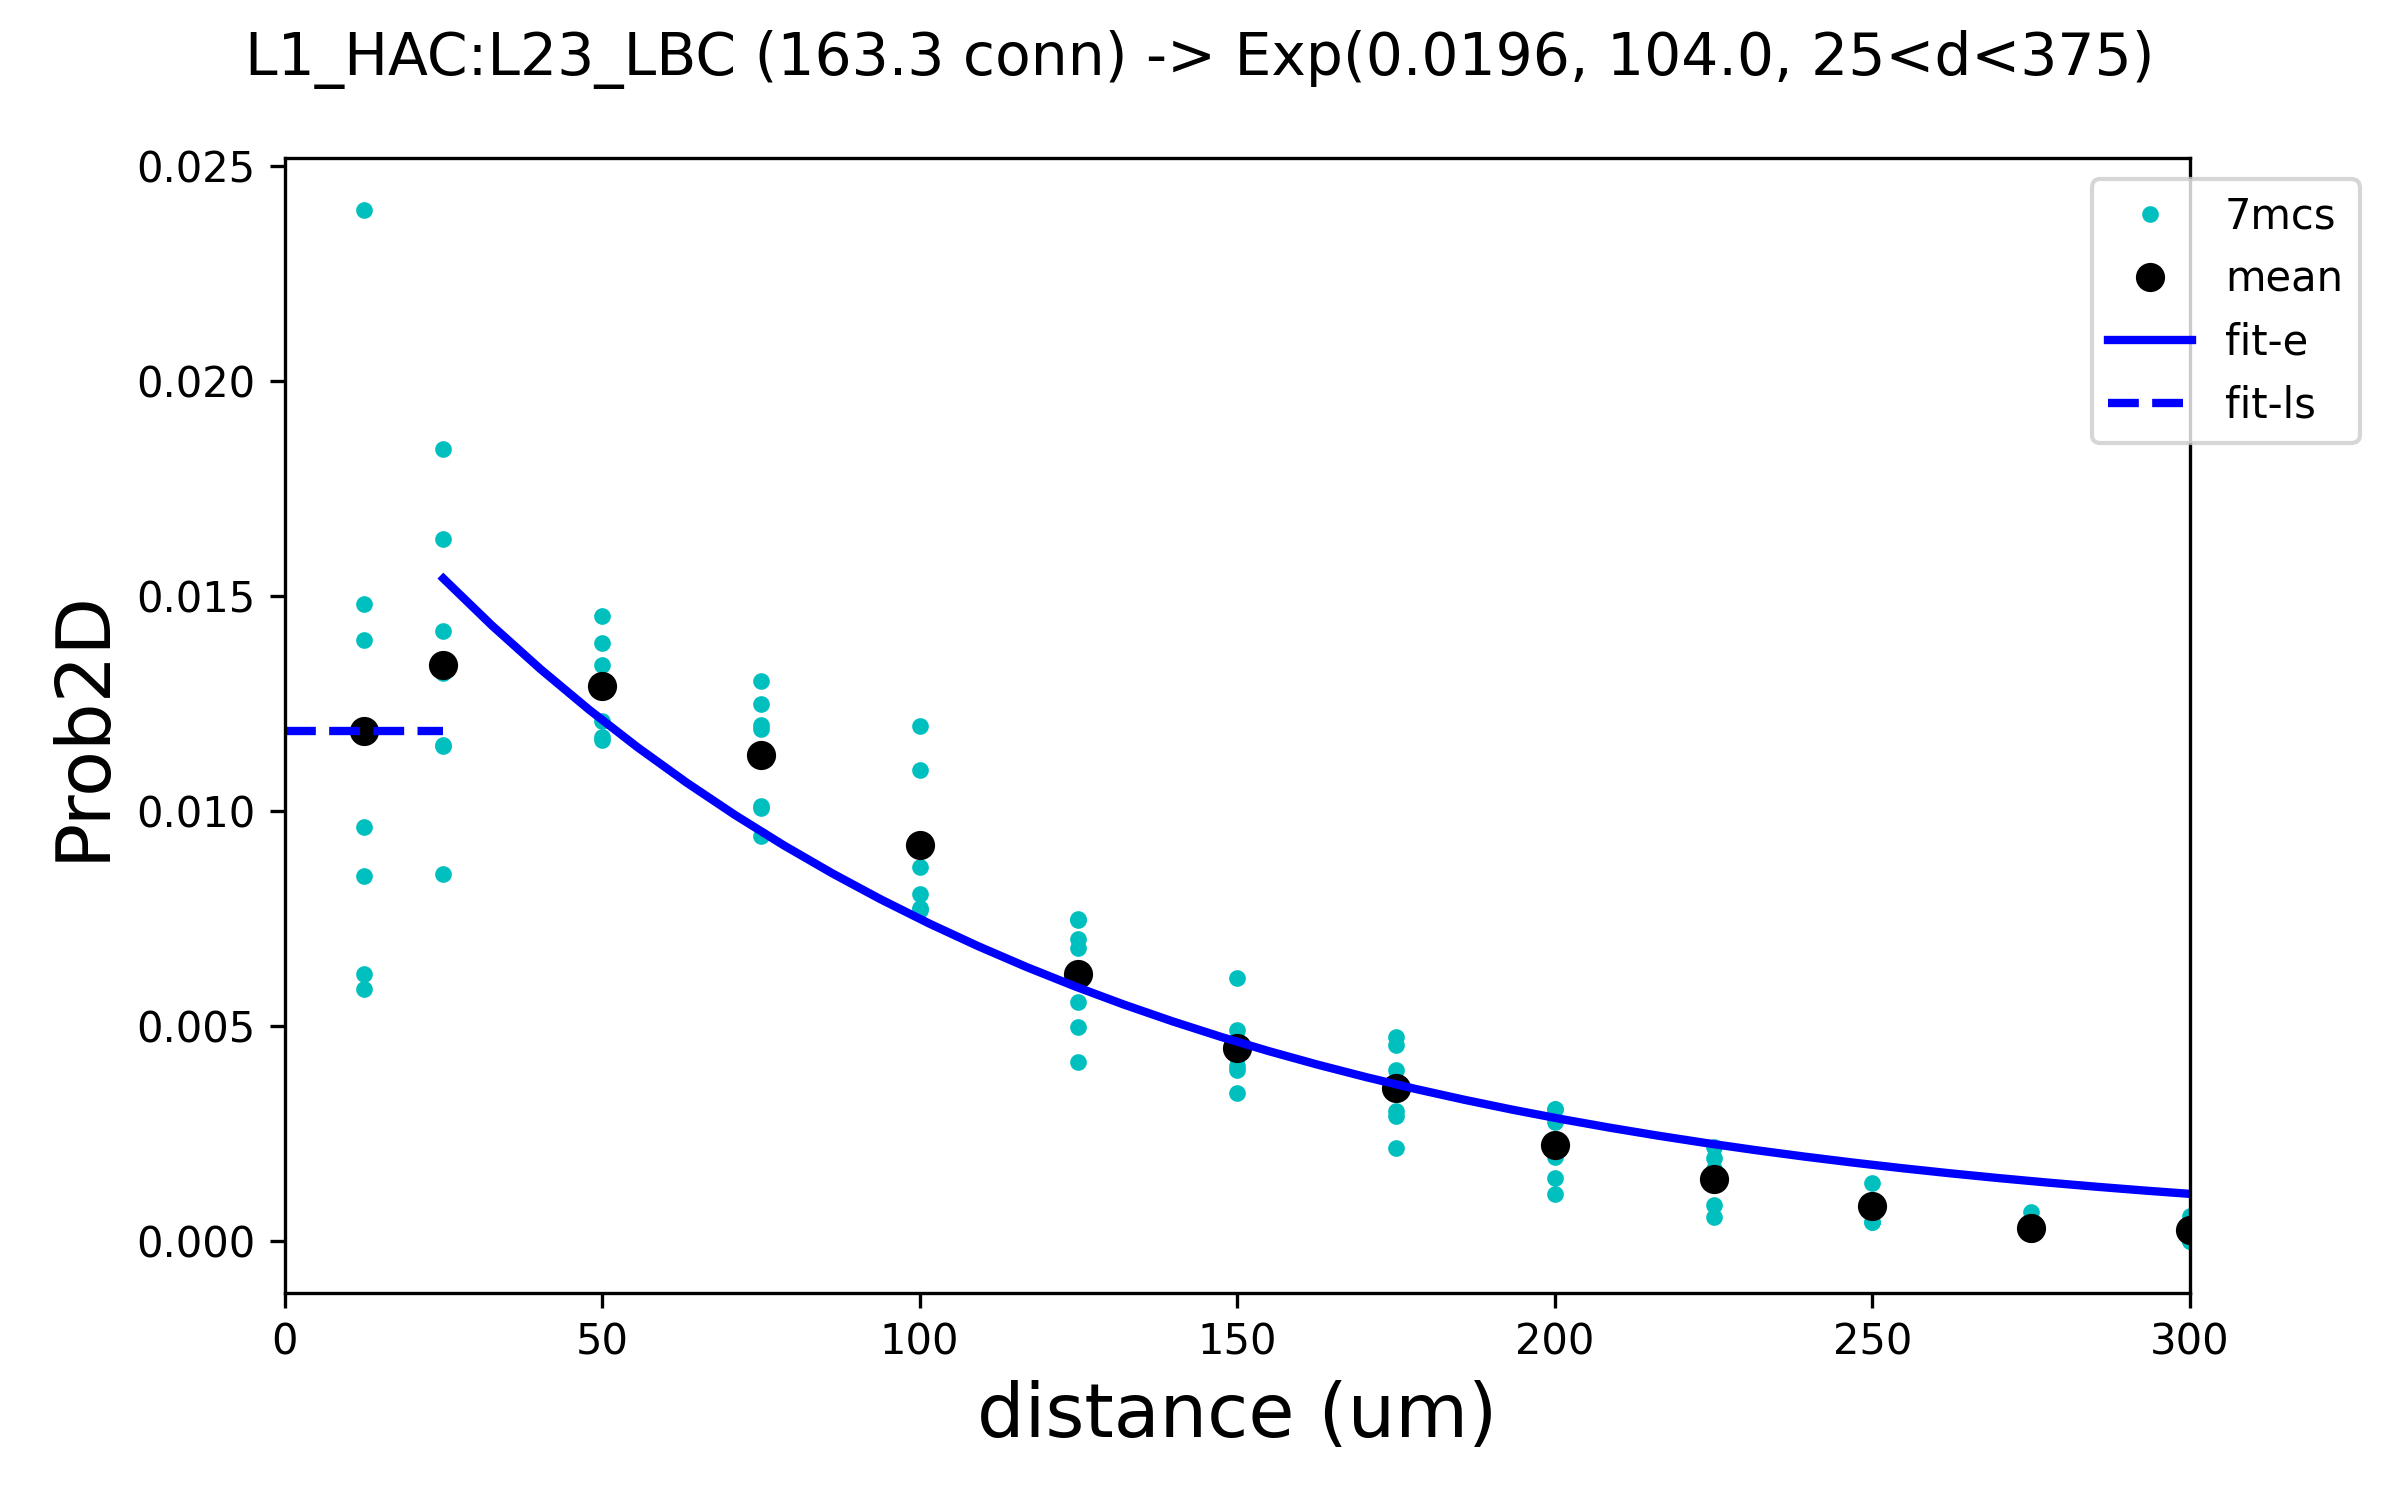 L1_HAC:L23_LBC (163.3 conn) -> Exp(0.0196, 104.0, 25<d<375)
0.025
0.020
0.015
0.010
0.005
0.000
Prob2D
7mcs
mean
fit-e
fit-ls
0 50 100 150 200 250 300
distance (um)